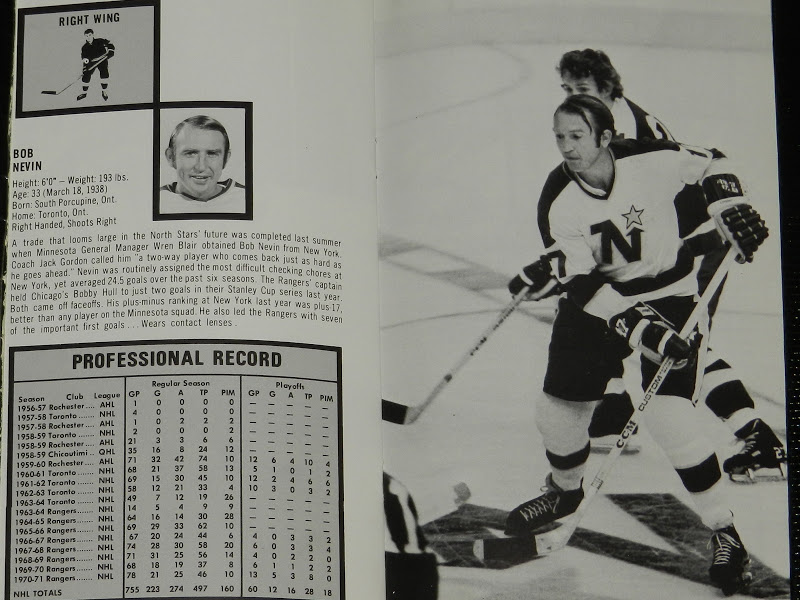 RIGHT WING
BOB
NEVIN
Height: 6'0" – Weight: 193 lbs.
Age: 33 (March 18, 1938)
Born: South Porcupine, Ont.
Home: Toronto, Ont.
Right Handed, Shoots Right
A trade that looms large in the North Stars' future was completed last summer
when Minnesota General Manager Wren Blair obtained Bob Nevin from New York.
Coach Jack Gordon called him "a two-way player who comes back just as hard as
he goes ahead." Nevin was routinely assigned the most difficult checking chores at
New York, yet averaged 24.5 goals over the past six seasons. The Rangers' captain
held Chicago's Bobby Hull to just two goals in their Stanley Cup series last year.
Both came off faceoffs. His plus-minus ranking at New York last year was plus 17,
better than any player on the Minnesota squad. He also led the Rangers with seven
of the important first goals . . . Wears contact lenses.
PROFESSIONAL RECORD
Regular Season Playoffs
Season Club League GP G A TP PIM GP G A TP PIM
1956-57 Rochester .... AHL 1 0 0 0 0 — — — — —
1957-58 Toronto ....... NHL 4 0 0 0 0 — — — — —
1957-58 Rochester .... AHL 1 0 2 2 2 — — — — —
1958-59 Toronto ....... NHL 2 0 0 0 2 — — — — —
1958-59 Rochester .... AHL 21 3 3 6 6 — — — — —
1958-59 Chicoutimi ... QHL 35 16 8 24 12 — — — — —
1959-60 Rochester .... AHL 71 32 42 74 10 12 6 4 10 4
1960-61 Toronto ....... NHL 68 21 37 58 13 5 1 0 1 2
1961-62 Toronto ....... NHL 69 15 30 45 10 12 2 4 6 6
1962-63 Toronto ....... NHL 58 12 21 33 4 10 3 0 3 2
1963-64 Toronto ....... NHL 49 7 12 19 26 — — — — —
1963-64 Rangers ....... NHL 14 5 4 9 9 — — — — —
1964-65 Rangers ....... NHL 64 16 14 30 28 — — — — —
1965-66 Rangers ....... NHL 69 29 33 62 10 — — — — —
1966-67 Rangers ....... NHL 67 20 24 44 6 4 0 3 3 2
1967-68 Rangers ....... NHL 74 28 30 58 20 6 0 3 3 4
1968-69 Rangers ....... NHL 71 31 25 56 14 4 0 2 2 0
1969-70 Rangers ....... NHL 68 18 19 37 8 6 1 1 2 2
1970-71 Rangers ....... NHL 78 21 25 46 10 13 5 3 8 0
NHL TOTALS 755 223 274 497 160 60 12 16 28 18
N
17
CCM CUSTOM